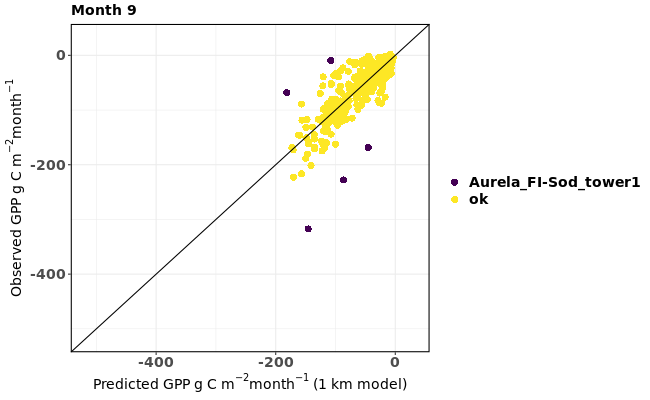 Month 9
Observed GPP g C m⁻²month⁻¹
0
-200
-400
-400 -200 0
Predicted GPP g C m⁻²month⁻¹ (1 km model)
Aurela_FI-Sod_tower1
ok